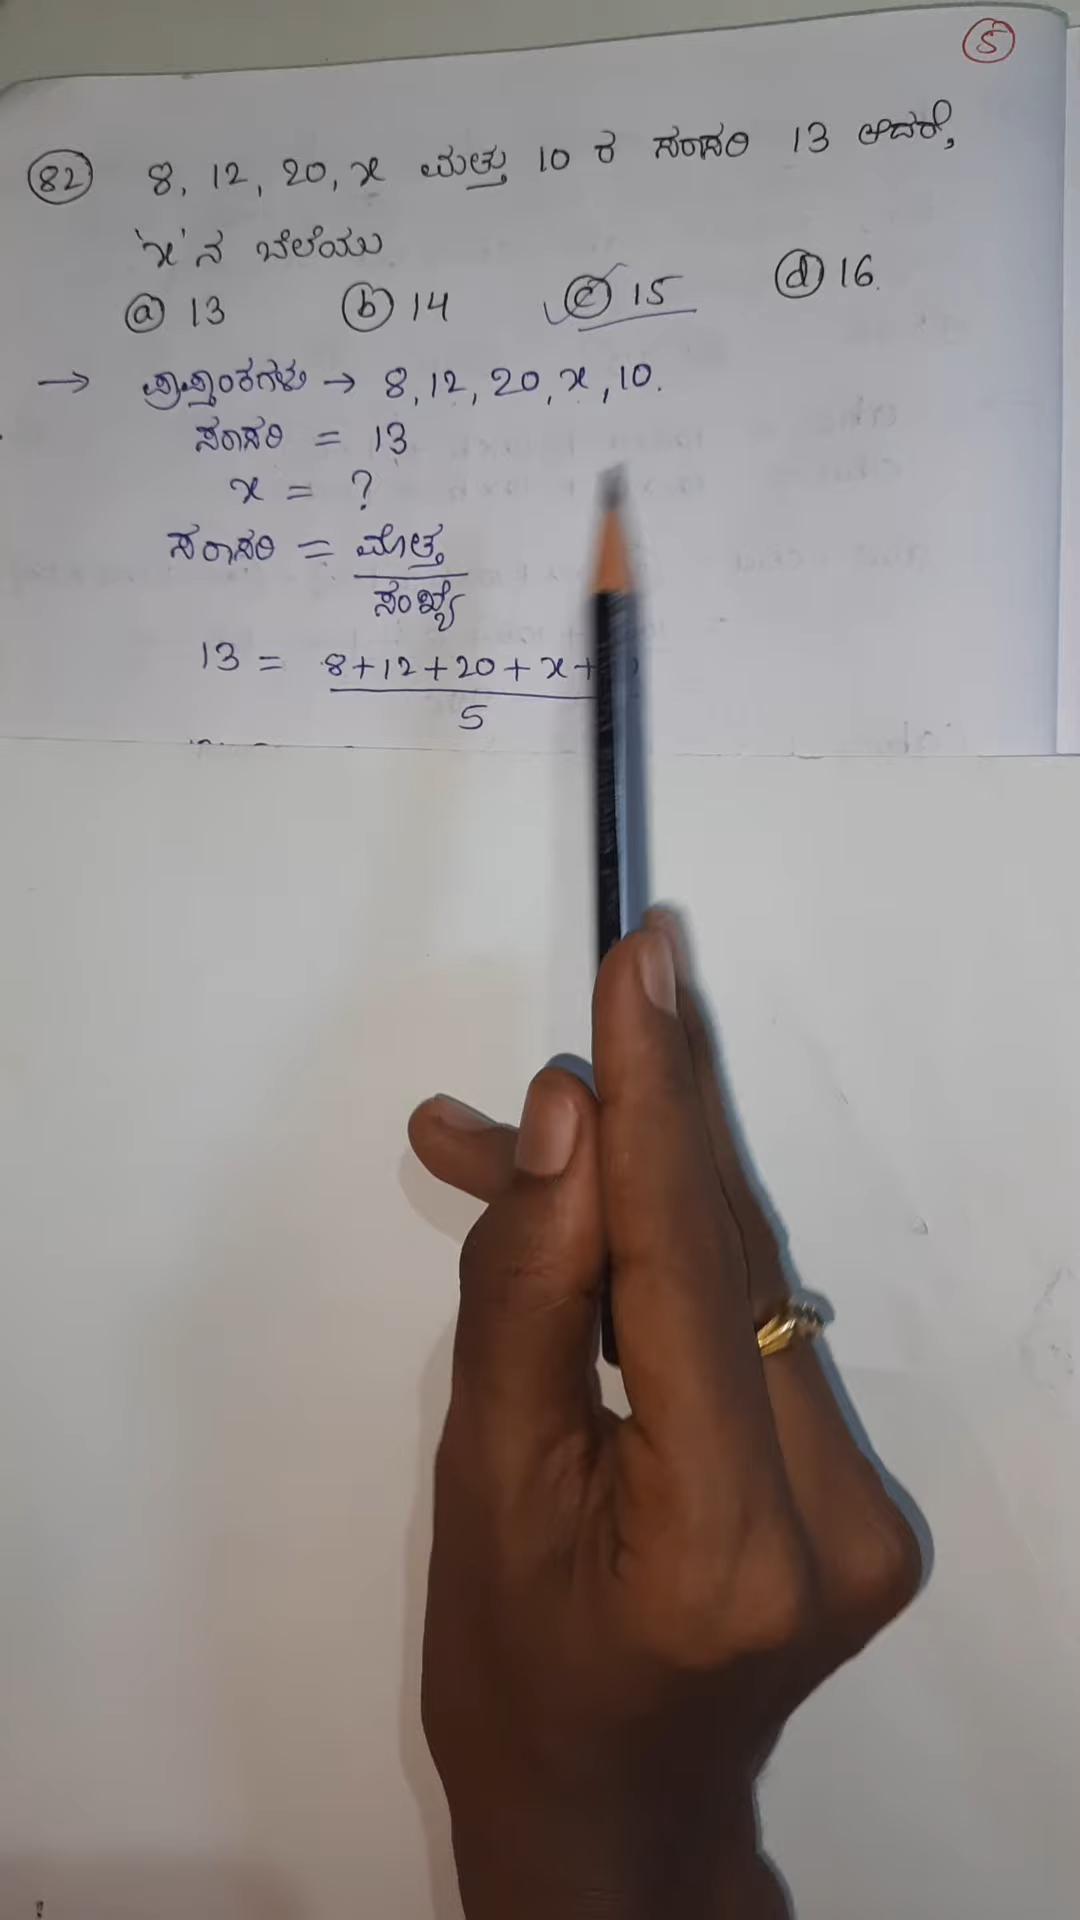 5
82 8, 12, 20, x ಮತ್ತು 10 ರ ಸರಾಸರಿ 13 ಆದರೆ,
'x' ನ ಬೆಲೆಯು
a 13 b 14 c 15 d 16.
→ ಪ್ರಾಪ್ತಾಂಕಗಳು → 8, 12, 20, x, 10.
ಸರಾಸರಿ = 13
x = ?
ಸರಾಸರಿ = ಮೊತ್ತ
ಸಂಖ್ಯೆ
13 = 8+12+20+x+
5